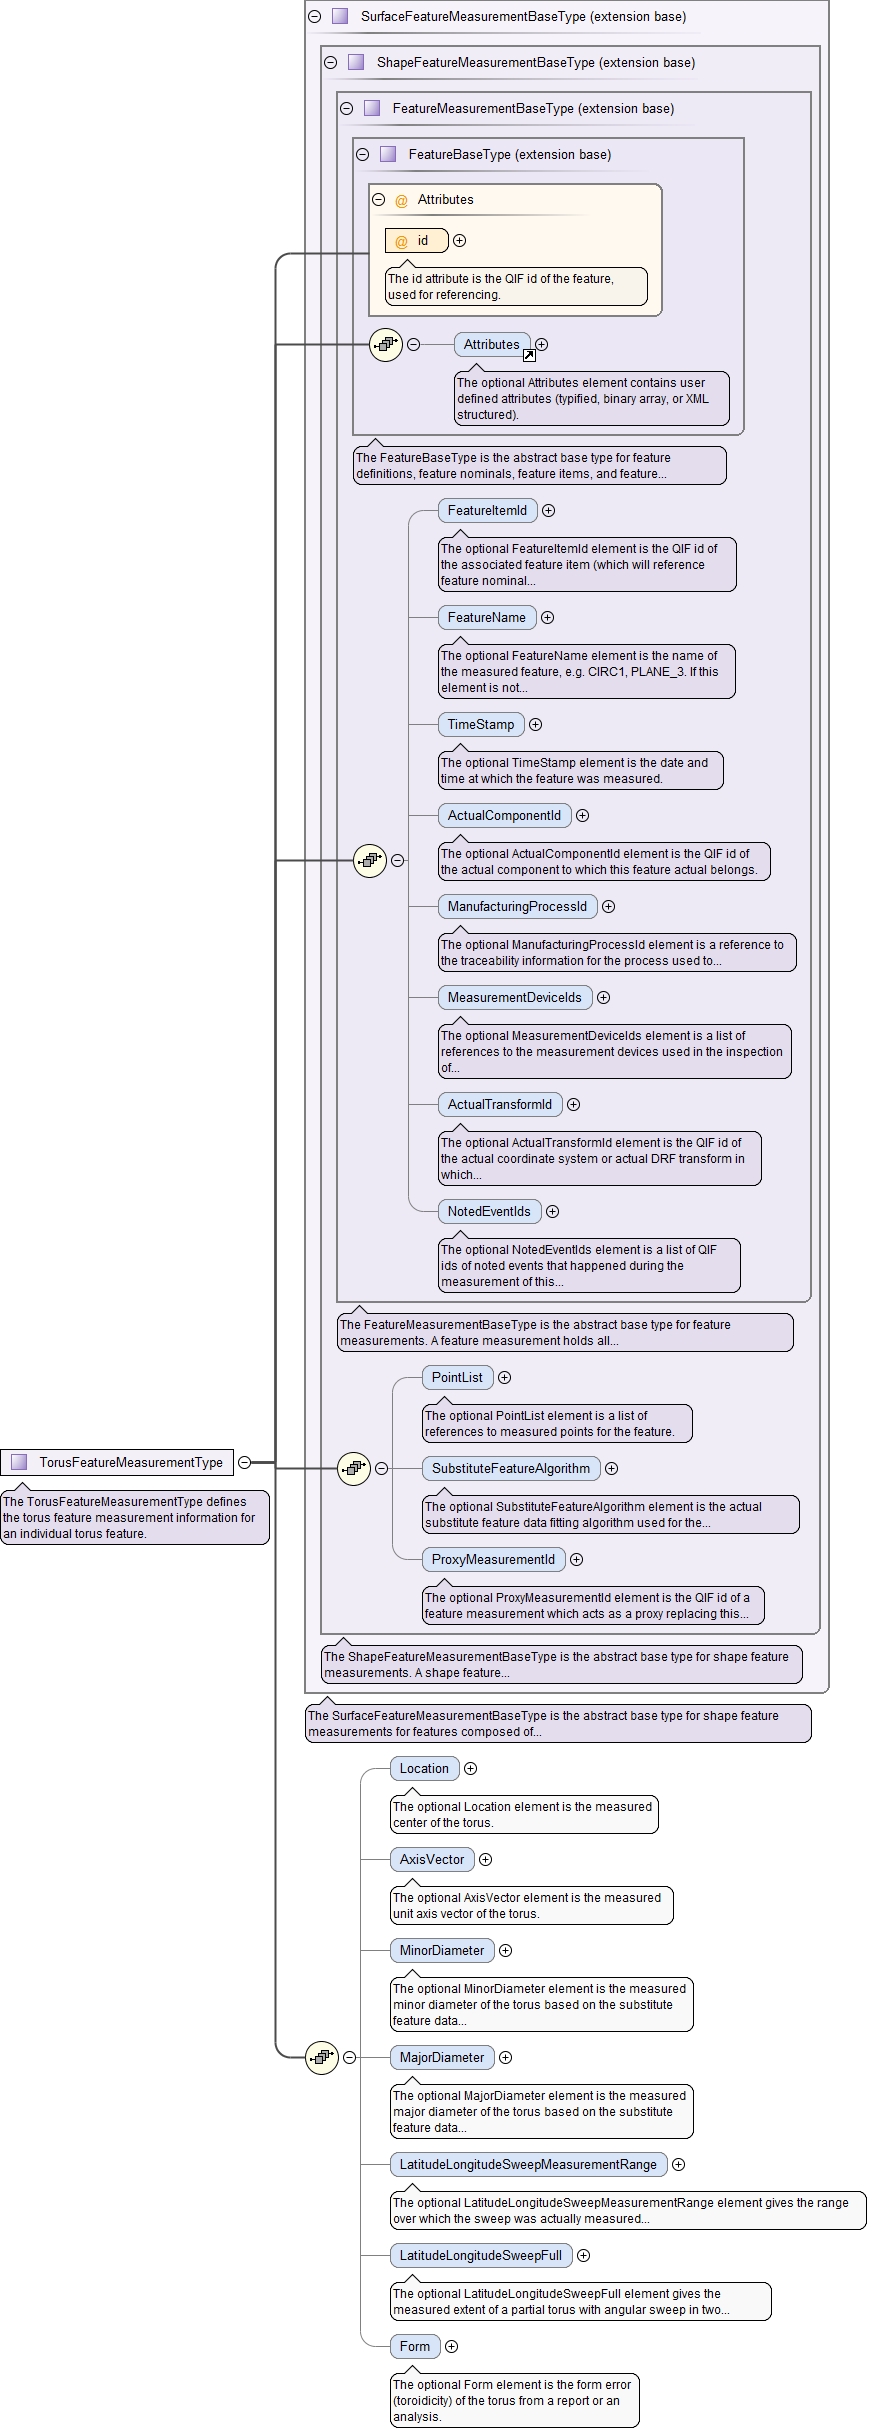 SurfaceFeatureMeasurementBaseType (extension base)
ShapeFeatureMeasurementBaseType (extension base)
FeatureMeasurementBaseType (extension base)
FeatureBaseType (extension base)
@ Attributes
@ id
The id attribute is the QIF id of the feature,
used for referencing.
Attributes
The optional Attributes element contains user
defined attributes (typified, binary array, or XML
structured).
The FeatureBaseType is the abstract base type for feature
definitions, feature nominals, feature items, and feature...
FeatureItemId
The optional FeatureItemId element is the QIF id of
the associated feature item (which will reference
feature nominal...
FeatureName
The optional FeatureName element is the name of
the measured feature, e.g. CIRC1, PLANE_3. If this
element is not...
TimeStamp
The optional TimeStamp element is the date and
time at which the feature was measured.
ActualComponentId
The optional ActualComponentId element is the QIF id of
the actual component to which this feature actual belongs.
ManufacturingProcessId
The optional ManufacturingProcessId element is a reference to
the traceability information for the process used to...
MeasurementDeviceIds
The optional MeasurementDeviceIds element is a list of
references to the measurement devices used in the inspection
of...
ActualTransformId
The optional ActualTransformId element is the QIF id of
the actual coordinate system or actual DRF transform in
which...
NotedEventIds
The optional NotedEventIds element is a list of QIF
ids of noted events that happened during the
measurement of this...
The FeatureMeasurementBaseType is the abstract base type for feature
measurements. A feature measurement holds all...
PointList
The optional PointList element is a list of
references to measured points for the feature.
TorusFeatureMeasurementType
The TorusFeatureMeasurementType defines
the torus feature measurement information for
an individual torus feature.
SubstituteFeatureAlgorithm
The optional SubstituteFeatureAlgorithm element is the actual
substitute feature data fitting algorithm used for the...
ProxyMeasurementId
The optional ProxyMeasurementId element is the QIF id of a
feature measurement which acts as a proxy replacing this...
The ShapeFeatureMeasurementBaseType is the abstract base type for shape feature
measurements. A shape feature...
The SurfaceFeatureMeasurementBaseType is the abstract base type for shape feature
measurements for features composed of...
Location
The optional Location element is the measured
center of the torus.
AxisVector
The optional AxisVector element is the measured
unit axis vector of the torus.
MinorDiameter
The optional MinorDiameter element is the measured
minor diameter of the torus based on the substitute
feature data...
MajorDiameter
The optional MajorDiameter element is the measured
major diameter of the torus based on the substitute
feature data...
LatitudeLongitudeSweepMeasurementRange
The optional LatitudeLongitudeSweepMeasurementRange element gives the range
over which the sweep was actually measured...
LatitudeLongitudeSweepFull
The optional LatitudeLongitudeSweepFull element gives the
measured extent of a partial torus with angular sweep in two...
Form
The optional Form element is the form error
(toroidicity) of the torus from a report or an
analysis.